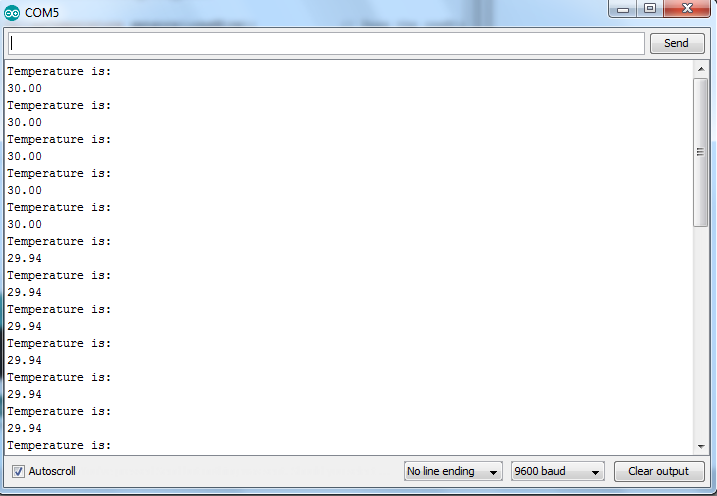 COM5
Send
Temperature is:
30.00
Temperature is:
30.00
Temperature is:
30.00
Temperature is:
30.00
Temperature is:
30.00
Temperature is:
29.94
Temperature is:
29.94
Temperature is:
29.94
Temperature is:
29.94
Temperature is:
29.94
Temperature is:
29.94
Temperature is:
Autoscroll
No line ending
9600 baud
Clear output